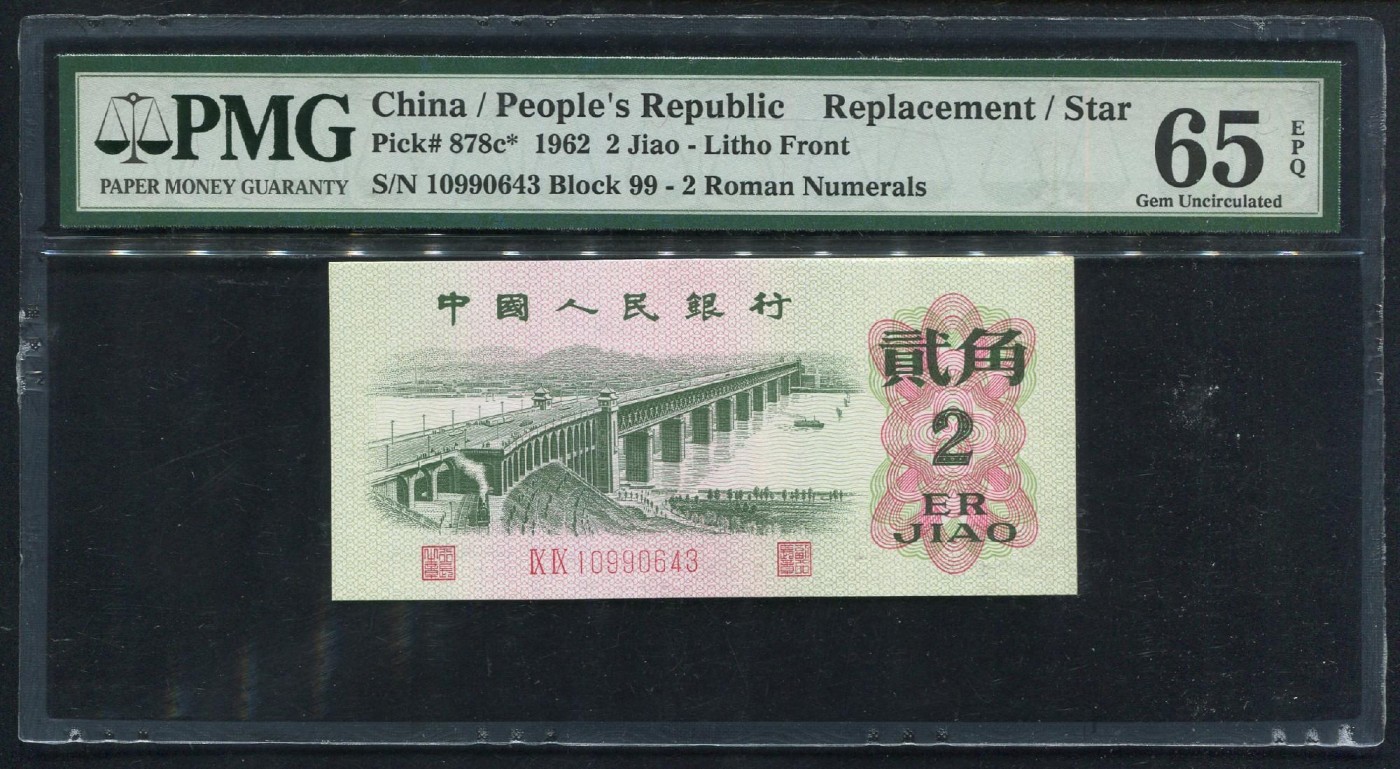 PMG
PAPER MONEY GUARANTY
China / People's Republic Replacement / Star
Pick# 878c* 1962 2 Jiao - Litho Front
S/N 10990643 Block 99 - 2 Roman Numerals
65
EPQ
Gem Uncirculated
中國人民銀行
貳角
2
ER
JIAO
IX IX 10990643